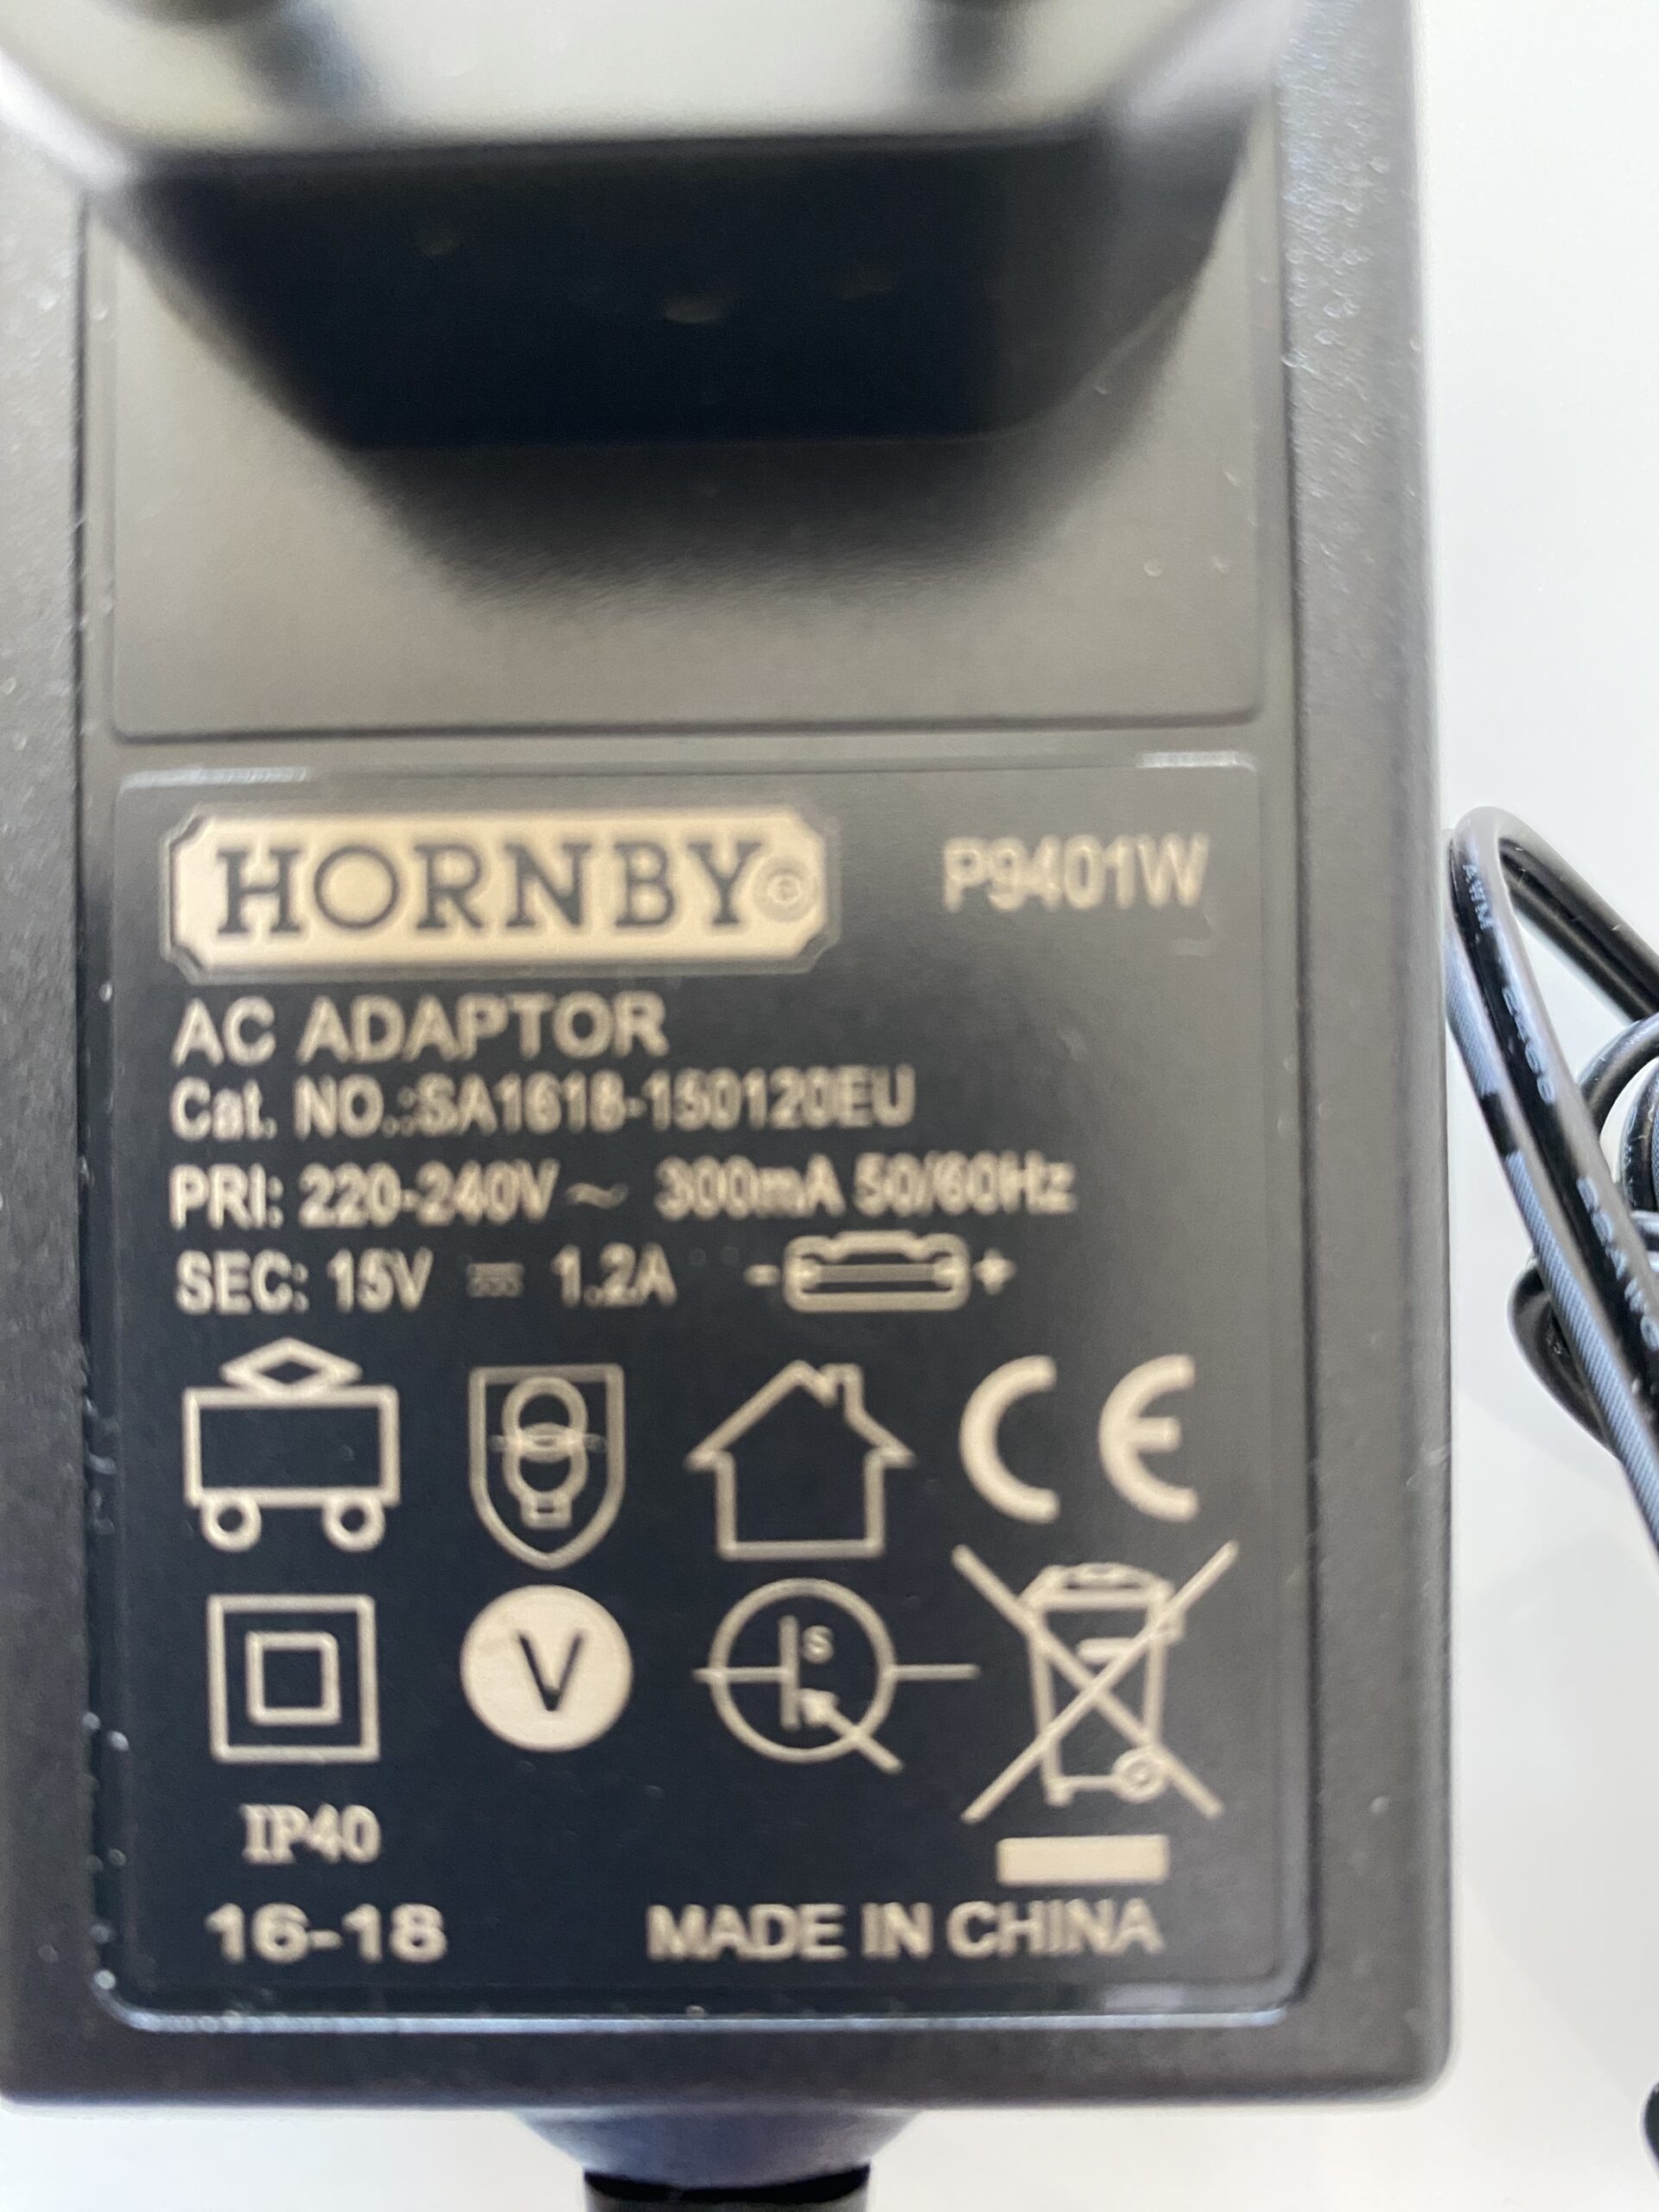 HORNBY©
P9401W
AC ADAPTOR
Cat. NO.:SA1618-150120EU
PRI: 220-240V ~ 300mA 50/60Hz
SEC: 15V ⎓ 1.2A - +
CE
V
S
IP40
16-18 MADE IN CHINA